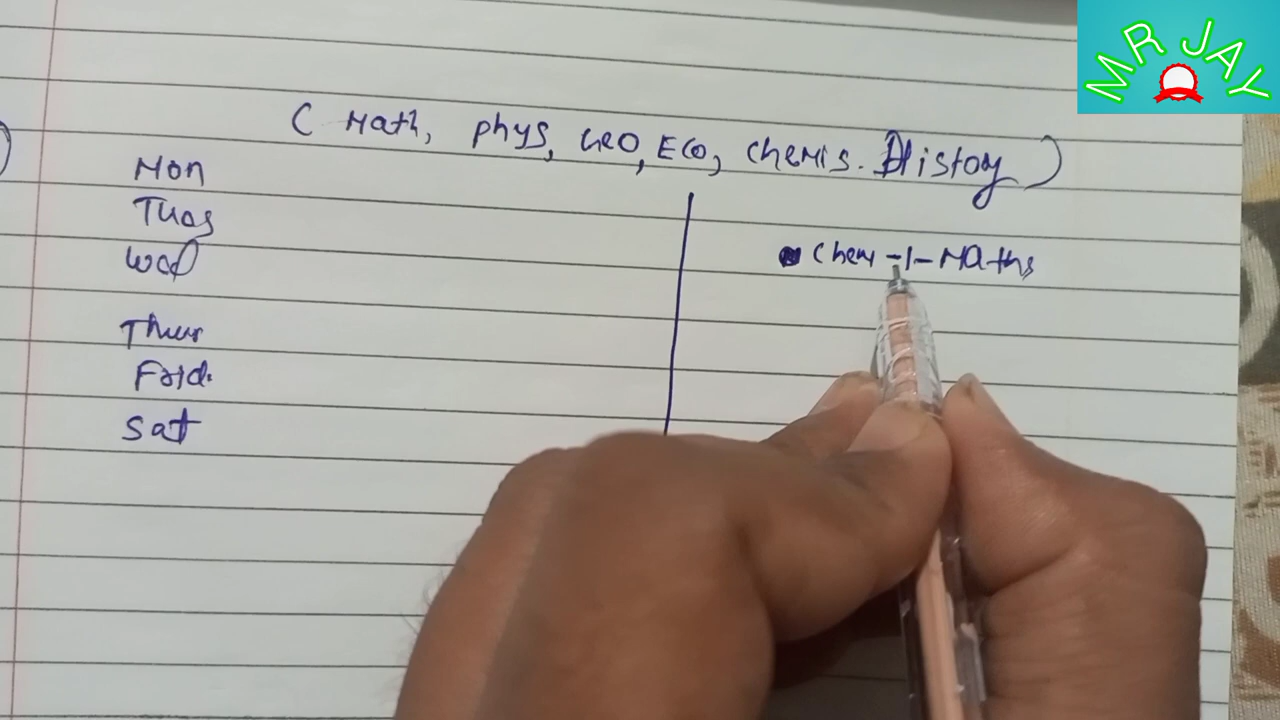 MR JAY
( Math, phys, Geo, Eco, chemis. History )
Mon
Tues
Wed
Chem -1- Maths
Thur
Frid.
Sat